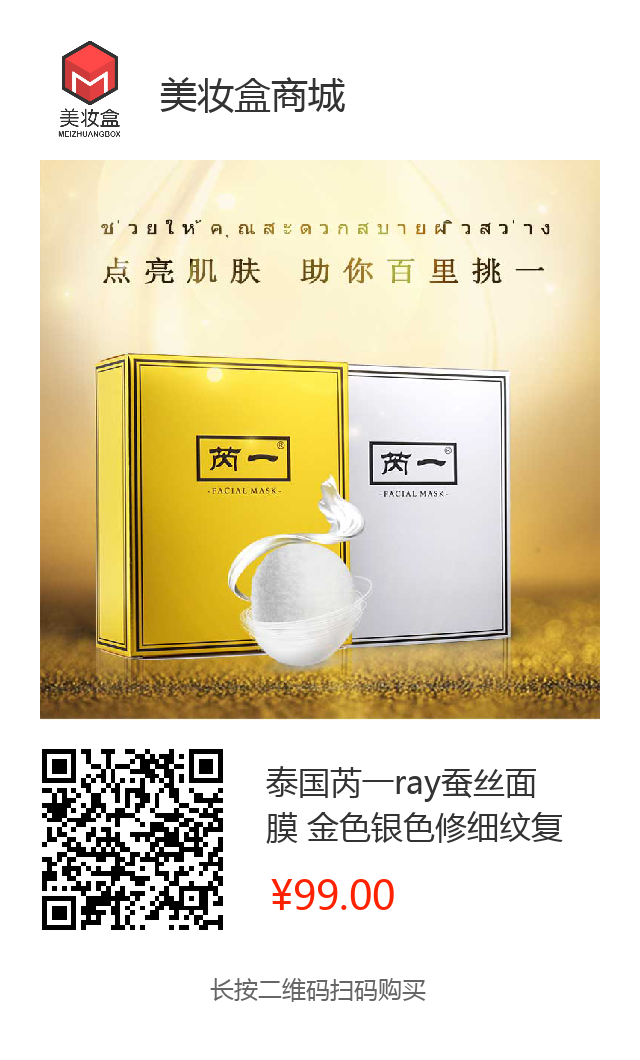 美妆盒
MEIZHUANGBOX
美妆盒商城
ช่วยให้คุณสะดวกสบายผิวสว่าง
点亮肌肤 助你百里挑一
芮一®
-FACIAL MASK-
芮一®
-FACIAL MASK-
泰国芮一ray蚕丝面
膜 金色银色修细纹复
¥99.00
长按二维码扫码购买